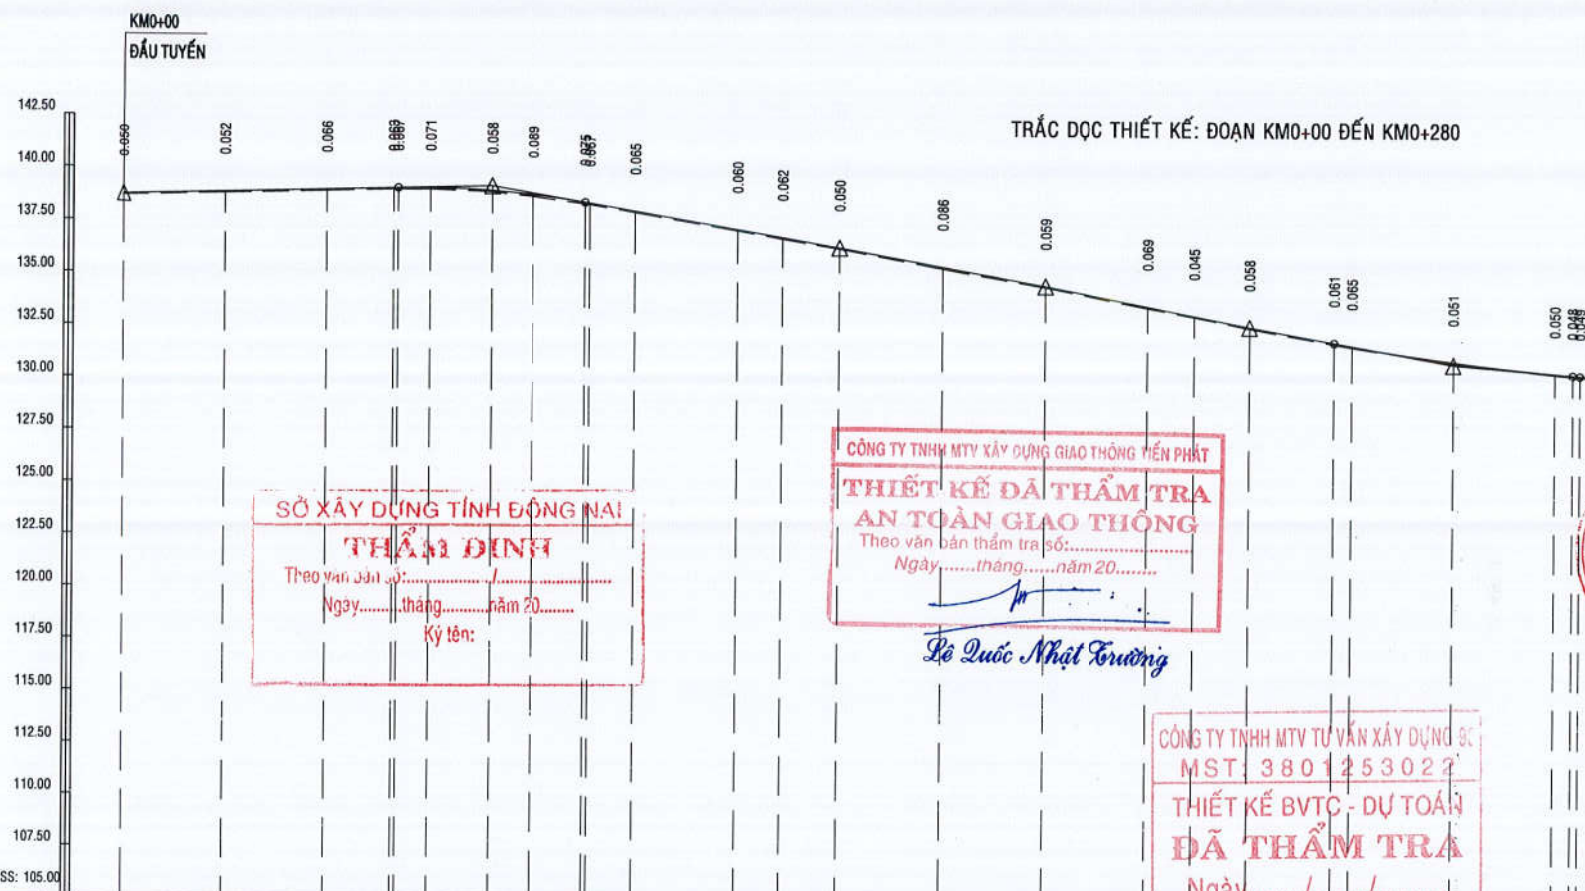 KM0+00
ĐẦU TUYẾN
TRẮC DỌC THIẾT KẾ: ĐOẠN KM0+00 ĐẾN KM0+280
142.50
140.00
137.50
135.00
132.50
130.00
127.50
125.00
122.50
120.00
117.50
115.00
112.50
110.00
107.50
SS: 105.00
0.050
0.052
0.066
0.071
0.058
0.089
0.065
0.060
0.062
0.050
0.086
0.059
0.069
0.045
0.058
0.061
0.065
0.051
0.050
0.048
0.049
SỞ XÂY DỰNG TỈNH ĐỒNG NAI
THẨM ĐỊNH
Theo văn bản số:................/......................
Ngày.........tháng..........năm 20.......
Ký tên:
CÔNG TY TNHH MTV XÂY DỰNG GIAO THÔNG TIẾN PHÁT
THIẾT KẾ ĐÃ THẨM TRA
AN TOÀN GIAO THÔNG
Theo văn bản thẩm tra số:........................
Ngày.......tháng......năm 20........
Lê Quốc Nhật Trường
CÔNG TY TNHH MTV TƯ VẤN XÂY DỰNG
MST: 3801253022
THIẾT KẾ BVTC - DỰ TOÁN
ĐÃ THẨM TRA
Ngày....../......../......